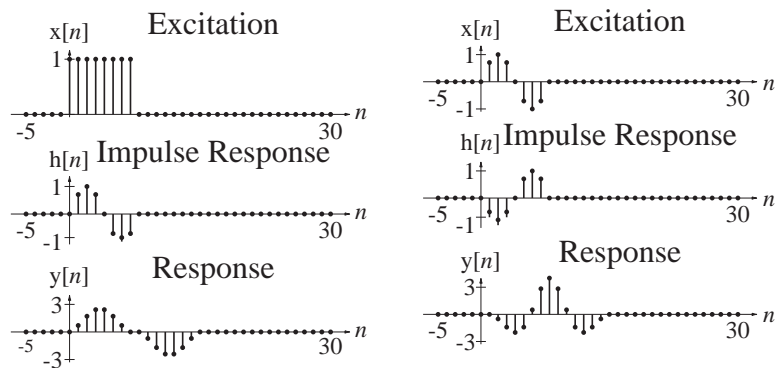 Excitation
x[n]
1
-5
30
n
Impulse Response
h[n]
1
-5
-1
30
n
Response
y[n]
3
-5
-3
30
n
Excitation
x[n]
1
-5
-1
30
n
Impulse Response
h[n]
1
-5
-1
30
n
Response
y[n]
3
-5
-3
30
n